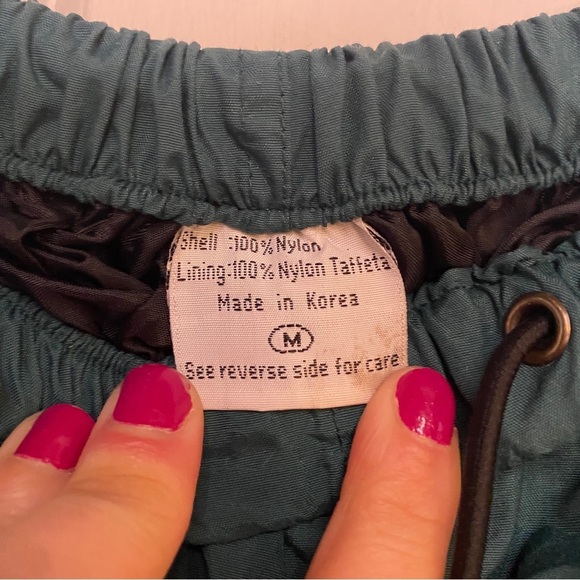 Shell :100% Nylon
Lining:100% Nylon Taffeta
Made in Korea
M
See reverse side for care